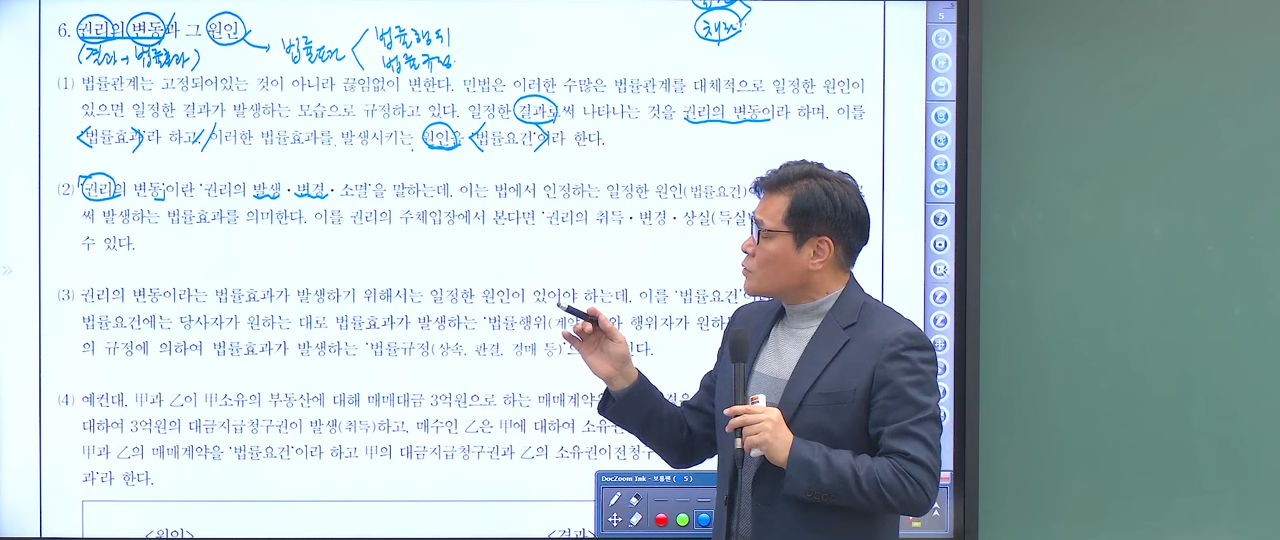 6. 권리의 변동과 그 원인
(결과→법률효과)
법률요건
법률행위
법률규정
채권
(1) 법률관계는 고정되어있는 것이 아니라 끊임없이 변한다. 민법은 이러한 수많은 법률관계를 대체적으로 일정한 원인이
있으면 일정한 결과가 발생하는 모습으로 규정하고 있다. 일정한 결과로써 나타나는 것을 권리의 변동이라 하며, 이를
'법률효과'라 하고, 이러한 법률효과를 발생시키는 원인을 '법률요건'이라 한다.
(2) '권리의 변동'이란 '권리의 발생·변경·소멸'을 말하는데, 이는 법에서 인정하는 일정한 원인(법률요건)
써 발생하는 법률효과를 의미한다. 이를 권리의 주체입장에서 본다면 '권리의 취득·변경·상실(득실
수 있다.
(3) 권리의 변동이라는 법률효과가 발생하기 위해서는 일정한 원인이 있어야 하는데, 이를 '법률요건'
법률요건에는 당사자가 원하는 대로 법률효과가 발생하는 '법률행위(계약 와 행위자가 원하
의 규정에 의하여 법률효과가 발생하는 '법률규정(상속, 판결, 경매 등)'으 다.
(4) 예컨대, 甲과 乙이 甲소유의 부동산에 대해 매매대금 3억원으로 하는 매매계약을
대하여 3억원의 대금지급청구권이 발생(취득)하고, 매수인 乙은 甲에 대하여 소유
甲과 乙의 매매계약을 '법률요건'이라 하고 甲의 대금지급청구권과 乙의 소유권이전청구
과'라 한다.
<원인>
<결과>
DocZoom Ink - 보통펜 ( 5 )
5